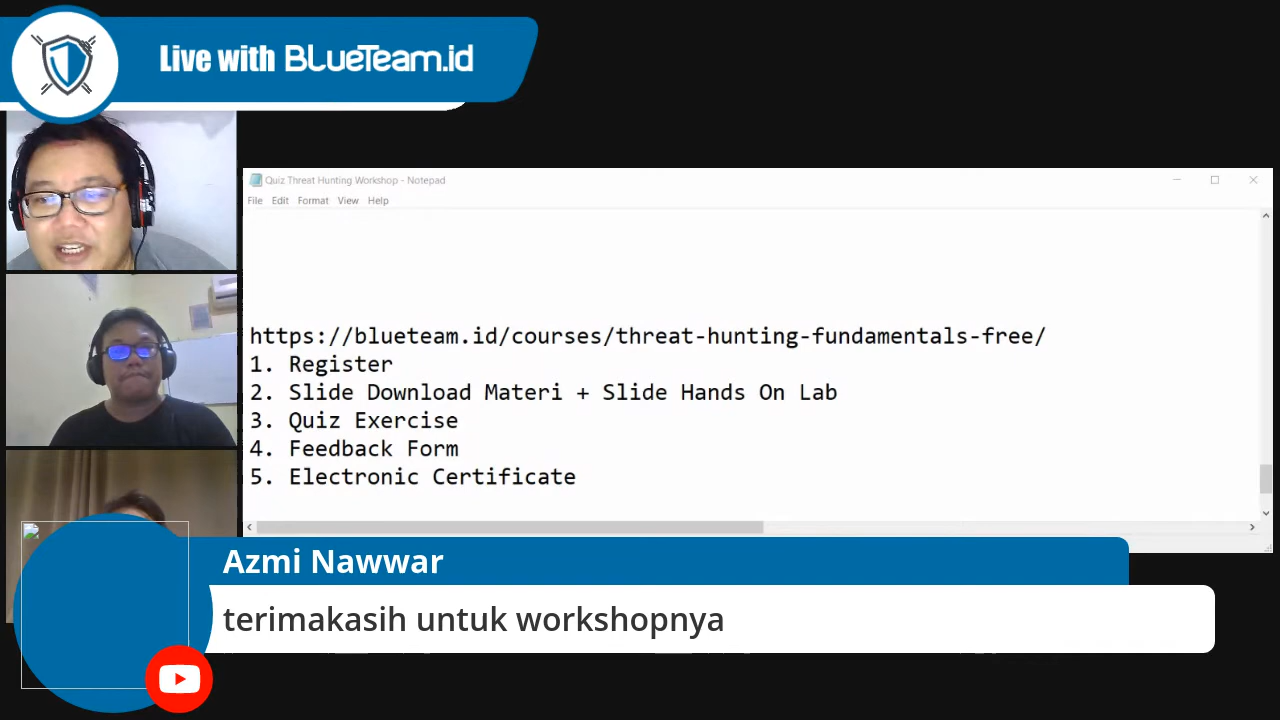 Live with BLueTeam.id
Quiz Threat Hunting Workshop - Notepad
File Edit Format View Help
https://blueteam.id/courses/threat-hunting-fundamentals-free/
1. Register
2. Slide Download Materi + Slide Hands On Lab
3. Quiz Exercise
4. Feedback Form
5. Electronic Certificate
Azmi Nawwar
terimakasih untuk workshopnya